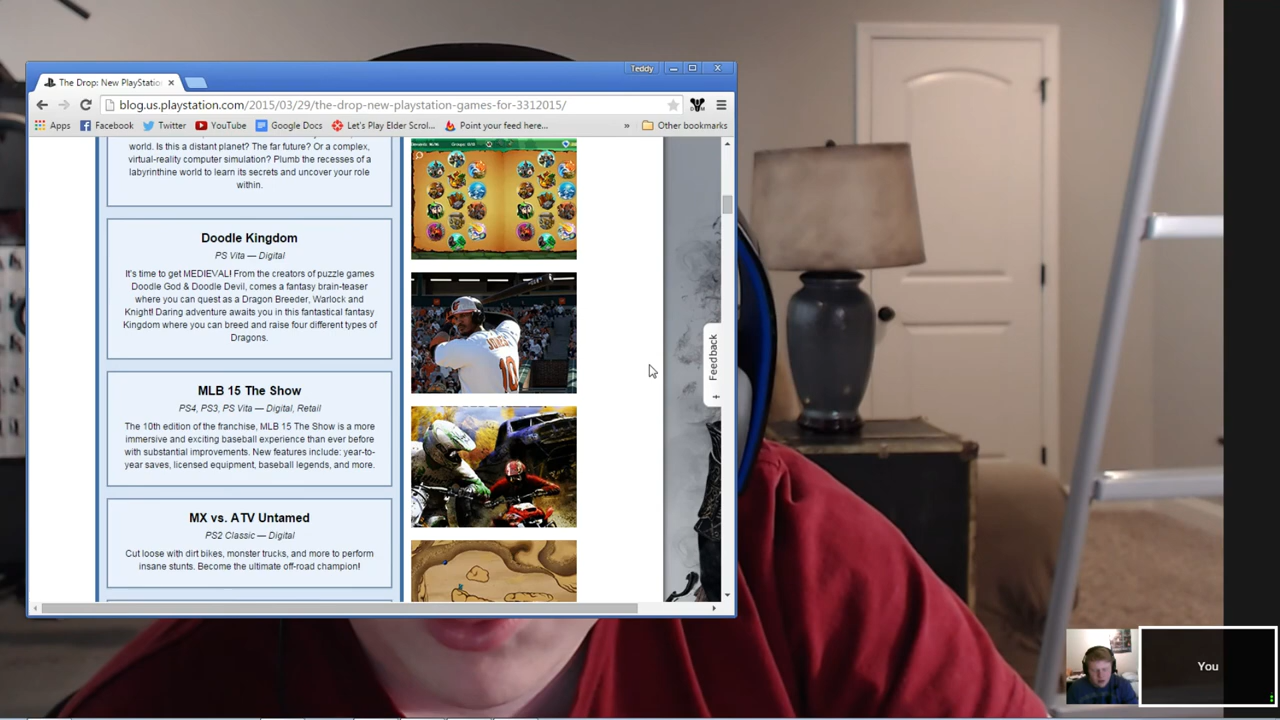 Teddy
The Drop: New PlayStatio
blog.us.playstation.com/2015/03/29/the-drop-new-playstation-games-for-3312015/
Apps Facebook Twitter YouTube Google Docs Let's Play Elder Scrol... Point your feed here... » Other bookmarks
world. Is this a distant planet? The far future? Or a complex,
virtual-reality computer simulation? Plumb the recesses of a
labyrinthine world to learn its secrets and uncover your role
within.
Doodle Kingdom
PS Vita — Digital
It's time to get MEDIEVAL! From the creators of puzzle games
Doodle God & Doodle Devil, comes a fantasy brain-teaser
where you can quest as a Dragon Breeder, Warlock and
Knight! Daring adventure awaits you in this fantastical fantasy
Kingdom where you can breed and raise four different types of
Dragons.
MLB 15 The Show
PS4, PS3, PS Vita — Digital, Retail
The 10th edition of the franchise, MLB 15 The Show is a more
immersive and exciting baseball experience than ever before
with substantial improvements. New features include: year-to-
year saves, licensed equipment, baseball legends, and more.
MX vs. ATV Untamed
PS2 Classic — Digital
Cut loose with dirt bikes, monster trucks, and more to perform
insane stunts. Become the ultimate off-road champion!
JONES
10
Feedback
You